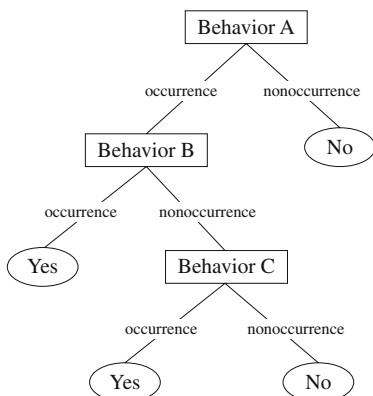 Behavior A
occurrence nonoccurrence
Behavior B No
occurrence nonoccurrence
Yes Behavior C
occurrence nonoccurrence
Yes No